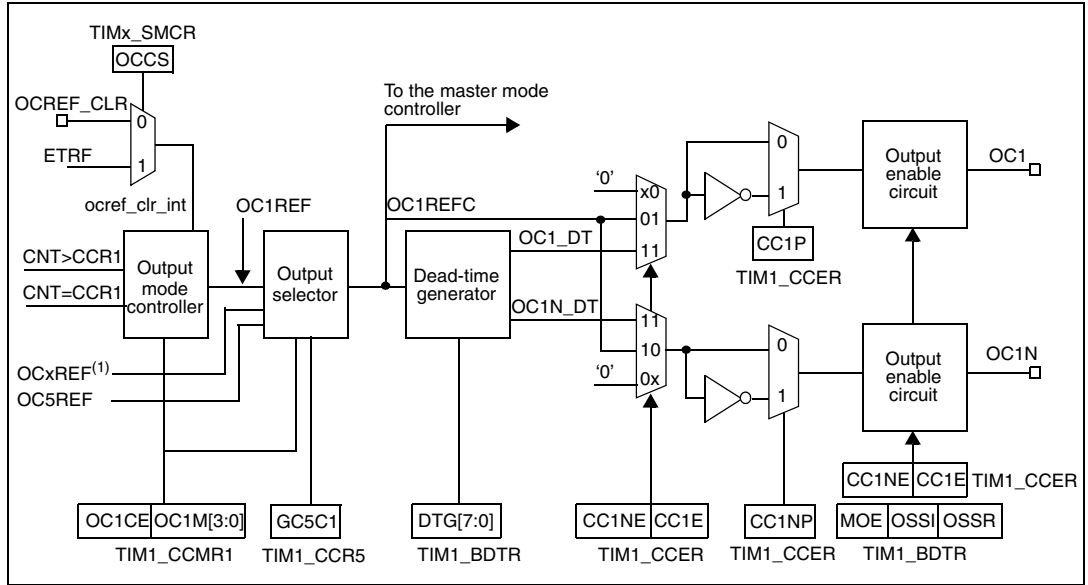 TIMx_SMCR
OCCS
OCREF_CLR
0
ETRF
1
ocref_clr_int
To the master mode
controller
OC1REF
OC1REFC
CNT>CCR1
CNT=CCR1
Output
mode
controller
Output
selector
Dead-time
generator
OC1_DT
OC1N_DT
OCxREF(1)
OC5REF
'0'
x0
01
11
11
10
'0'
0x
0
1
CC1P
TIM1_CCER
0
1
Output
enable
circuit
OC1
Output
enable
circuit
OC1N
OC1CE OC1M[3:0]
TIM1_CCMR1
GC5C1
TIM1_CCR5
DTG[7:0]
TIM1_BDTR
CC1NE CC1E
TIM1_CCER
CC1NP
TIM1_CCER
CC1NE CC1E TIM1_CCER
MOE OSSI OSSR
TIM1_BDTR